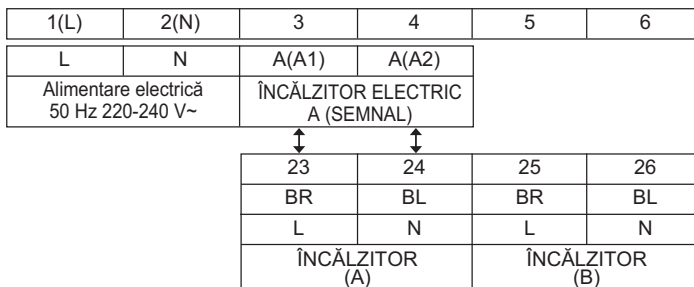 1(L) 2(N) 3 4 5 6
L N A(A1) A(A2)
Alimentare electrică ÎNCĂLZITOR ELECTRIC
50 Hz 220-240 V~ A (SEMNAL)
23 24 25 26
BR BL BR BL
L N L N
ÎNCĂLZITOR ÎNCĂLZITOR
(A) (B)